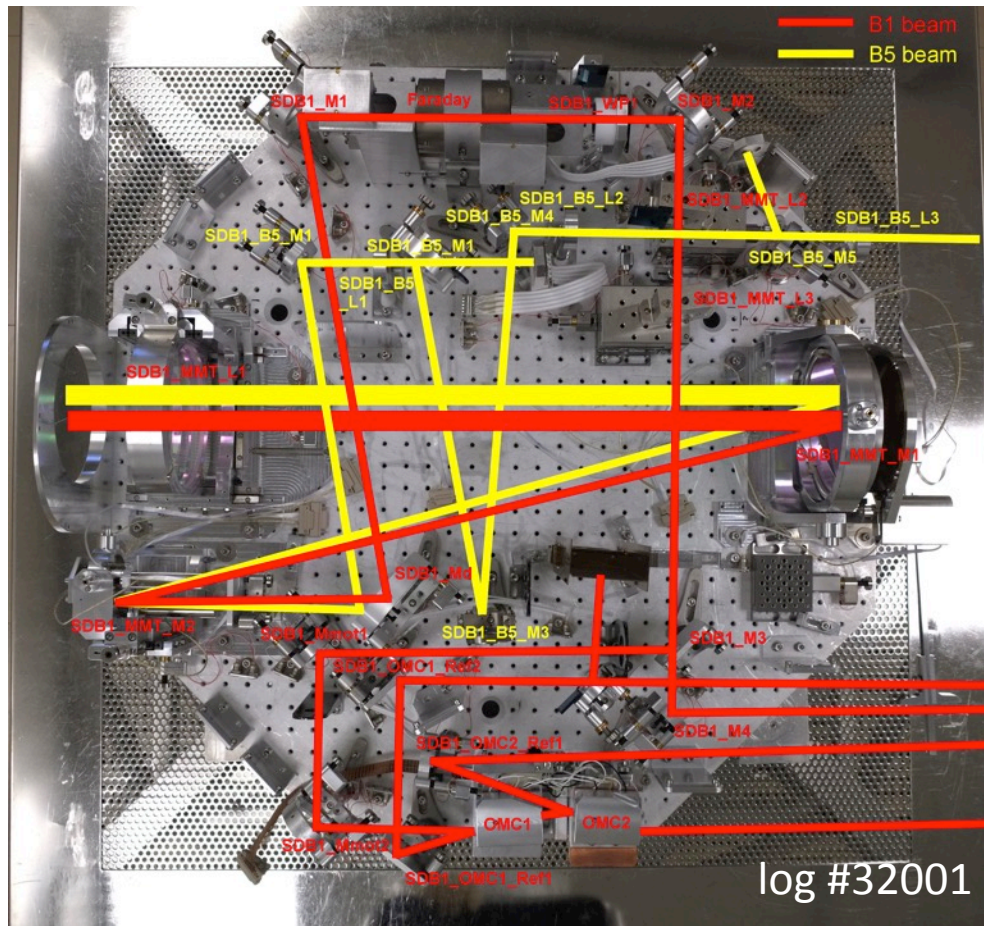 B1 beam
B5 beam
SDB1_M1
Faraday
SDB1_WP1
SDB1_M2
SDB1_B5_L2
SDB1_MMT_L2
SDB1_B5_M4
SDB1_B5_L3
SDB1_B5_M1
SDB1_B5_M1
SDB1_B5_M5
SDB1_B5
_L1
SDB1_MMT_L3
SDB1_MMT_L1
SDB1_MMT_M1
SDB1_Md
SDB1_MMT_M2
SDB1_Mmot1
SDB1_B5_M3
SDB1_M3
SDB1_OMC1_Ref2
SDB1_M4
SDB1_OMC2_Ref1
OMC1
OMC2
SDB1_Mmot2
SDB1_OMC1_Ref1
log #32001